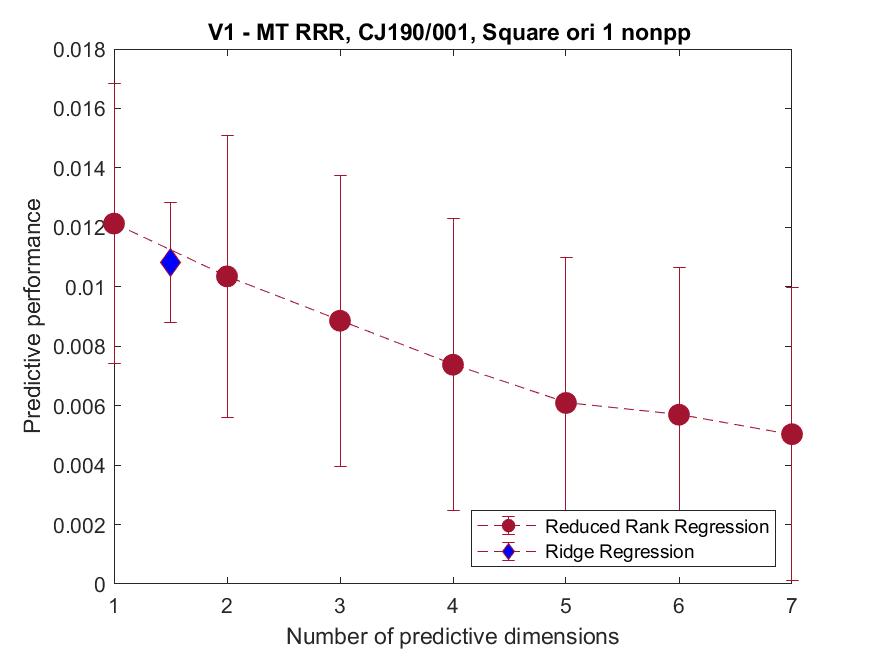 V1 - MT RRR, CJ190/001, Square ori 1 nonpp
0.018
0.016
0.014
0.012
0.01
0.008
0.006
0.004
0.002
0
Predictive performance
Reduced Rank Regression
Ridge Regression
1 2 3 4 5 6 7
Number of predictive dimensions